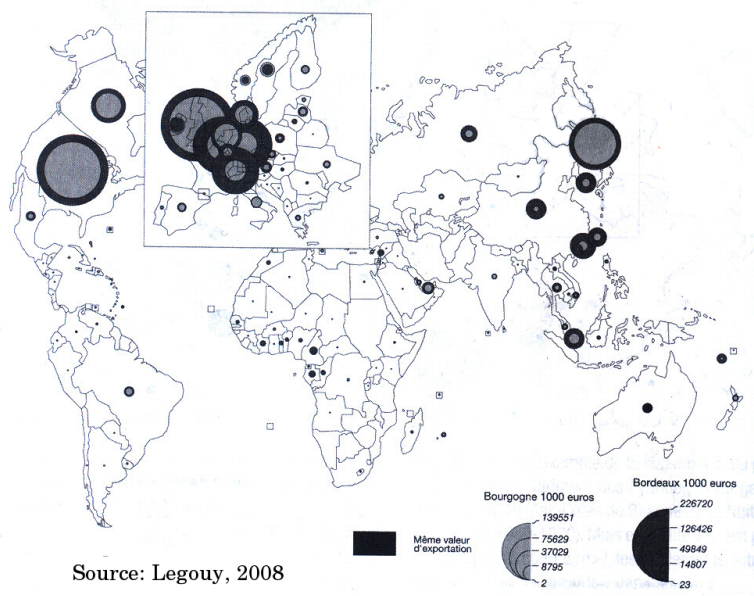 Bordeaux 1000 euros
Bourgogne 1000 euros
226720
139551
126426
75629
Même valeur
d'exportation
37029
49849
14807
8795
2
23
Source: Legouy, 2008